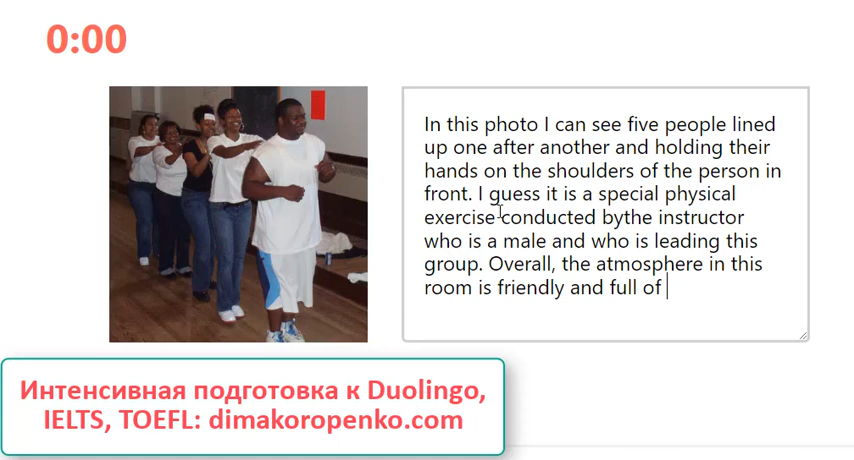 0:00
In this photo I can see five people lined
up one after another and holding their
hands on the shoulders of the person in
front. I guess it is a special physical
exercise conducted bythe instructor
who is a male and who is leading this
group. Overall, the atmosphere in this
room is friendly and full of
Интенсивная подготовка к Duolingo,
IELTS, TOEFL: dimakoropenko.com